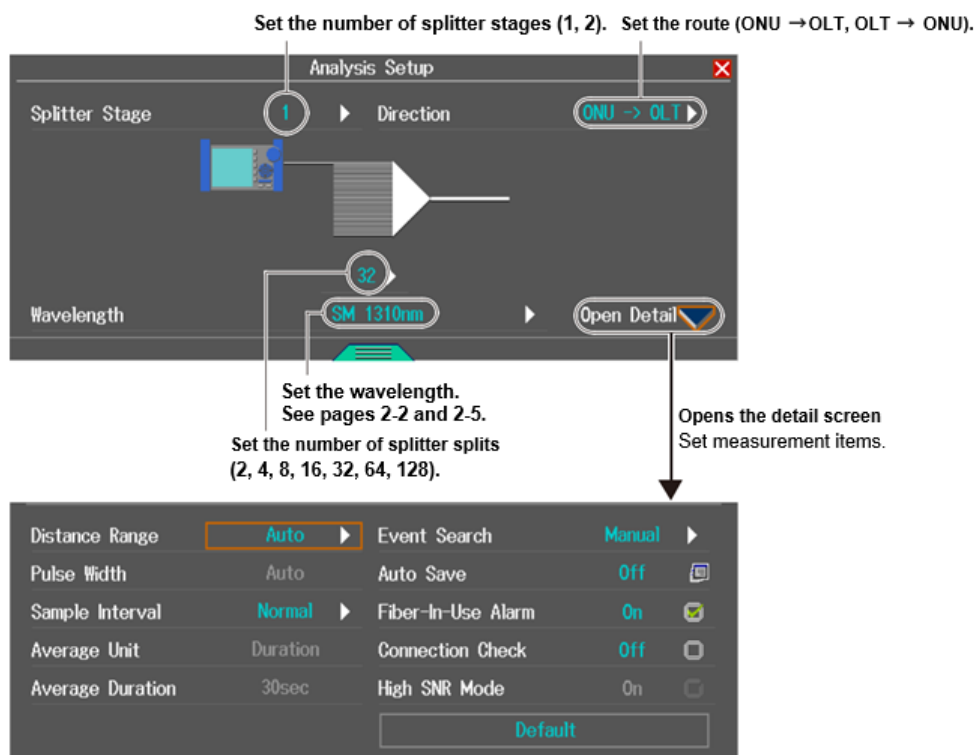 Set the number of splitter stages (1, 2). Set the route (ONU →OLT, OLT → ONU).
Analysis Setup
Splitter Stage 1 Direction ONU -> OLT
32
Wavelength SM 1310nm Open Detail
Set the wavelength.
See pages 2-2 and 2-5.
Set the number of splitter splits
(2, 4, 8, 16, 32, 64, 128).
Opens the detail screen
Set measurement items.
Distance Range Auto Event Search Manual
Pulse Width Auto Auto Save Off
Sample Interval Normal Fiber-In-Use Alarm On
Average Unit Duration Connection Check Off
Average Duration 30sec High SNR Mode On
Default